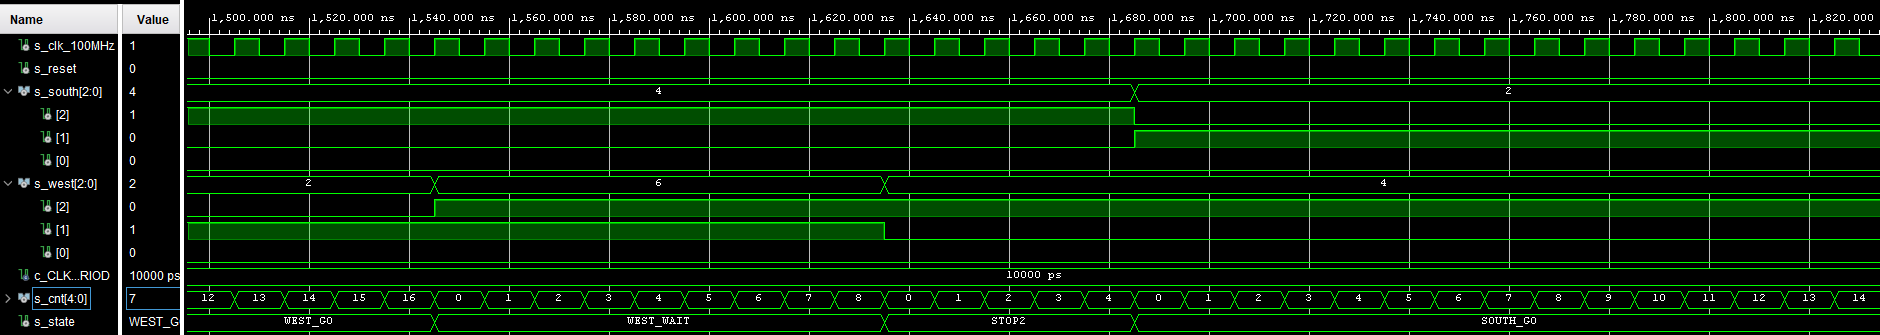 Name Value 1,500.000 ns 1,520.000 ns 1,540.000 ns 1,560.000 ns 1,580.000 ns 1,600.000 ns 1,620.000 ns 1,640.000 ns 1,660.000 ns 1,680.000 ns 1,700.000 ns 1,720.000 ns 1,740.000 ns 1,760.000 ns 1,780.000 ns 1,800.000 ns 1,820.000
s_clk_100MHz 1
s_reset 0
s_south[2:0] 4 4 2
[2] 1
[1] 0
[0] 0
s_west[2:0] 2 2 6 4
[2] 0
[1] 1
[0] 0
c_CLK...RIOD 10000 ps 10000 ps
s_cnt[4:0] 7 12 13 14 15 16 0 1 2 3 4 5 6 7 8 0 1 2 3 4 0 1 2 3 4 5 6 7 8 9 10 11 12 13 14
s_state WEST_G WEST_GO WEST_WAIT STOP2 SOUTH_GO